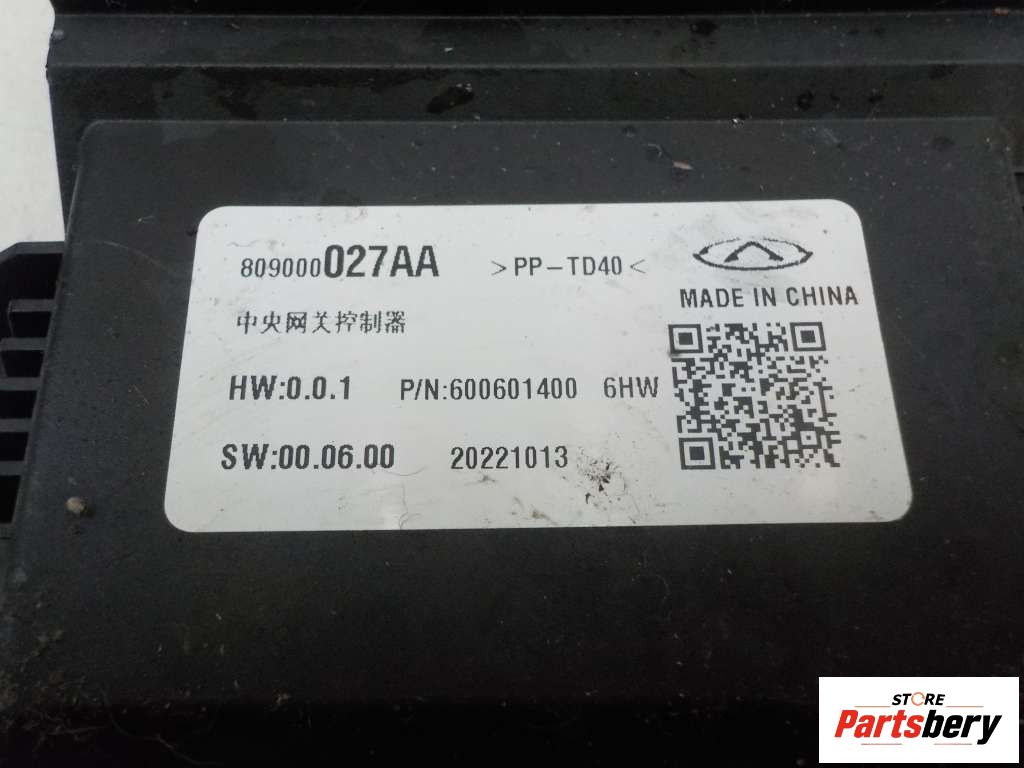 809000027AA >PP-TD40<
MADE IN CHINA
中央网关控制器
HW:0.0.1 P/N:600601400 6HW
SW:00.06.00 20221013
STORE
Partsbery